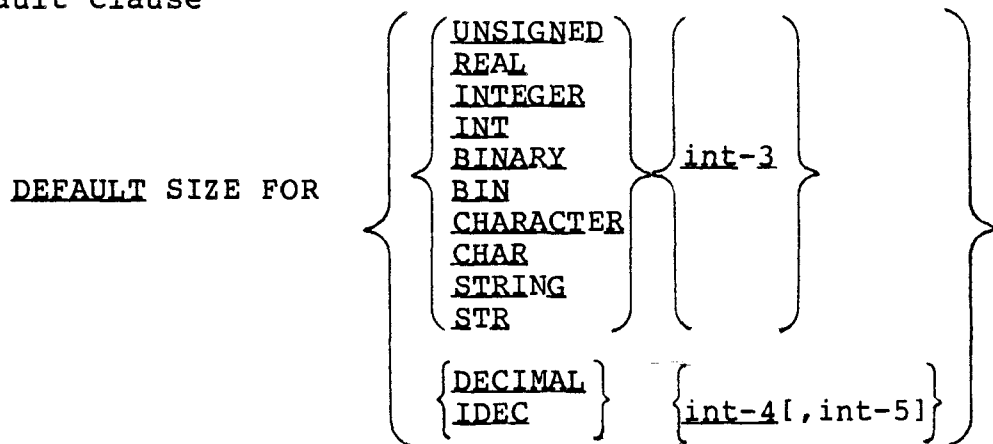 ault clause
UNSIGNED
REAL
INTEGER
INT
BINARY
int-3
DEFAULT SIZE FOR
BIN
CHARACTER
CHAR
STRING
STR
DECIMAL
IDEC
int-4[,int-5]